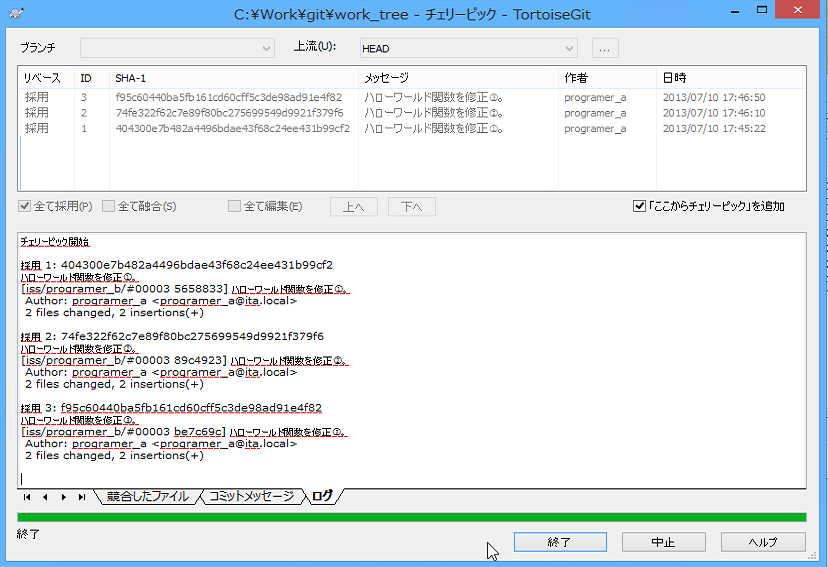 C:¥Work¥git¥work_tree - チェリーピック - TortoiseGit
ブランチ 上流(U): HEAD ...
リベース ID SHA-1 メッセージ 作者 日時
採用 3 f95c60440ba5fb161cd60cff5c3de98ad91e4f82 ハローワールド関数を修正③。 programer_a 2013/07/10 17:46:50
採用 2 74fe322f62c7e89f80bc275699549d9921f379f6 ハローワールド関数を修正②。 programer_a 2013/07/10 17:46:10
採用 1 404300e7b482a4496bdae43f68c24ee431b99cf2 ハローワールド関数を修正①。 programer_a 2013/07/10 17:45:22
全て採用(P) 全て融合(S) 全て編集(E) 上へ 下へ 「ここからチェリーピック」を追加
チェリーピック開始
採用 1: 404300e7b482a4496bdae43f68c24ee431b99cf2
ハローワールド関数を修正①。
[iss/programer_b/#00003 5658833] ハローワールド関数を修正①。
Author: programer_a <programer_a@ita.local>
2 files changed, 2 insertions(+)
採用 2: 74fe322f62c7e89f80bc275699549d9921f379f6
ハローワールド関数を修正②。
[iss/programer_b/#00003 89c4923] ハローワールド関数を修正②。
Author: programer_a <programer_a@ita.local>
2 files changed, 2 insertions(+)
採用 3: f95c60440ba5fb161cd60cff5c3de98ad91e4f82
ハローワールド関数を修正③。
[iss/programer_b/#00003 be7c69c] ハローワールド関数を修正③。
Author: programer_a <programer_a@ita.local>
2 files changed, 2 insertions(+)
競合したファイル コミットメッセージ ログ
終了
終了 中止 ヘルプ